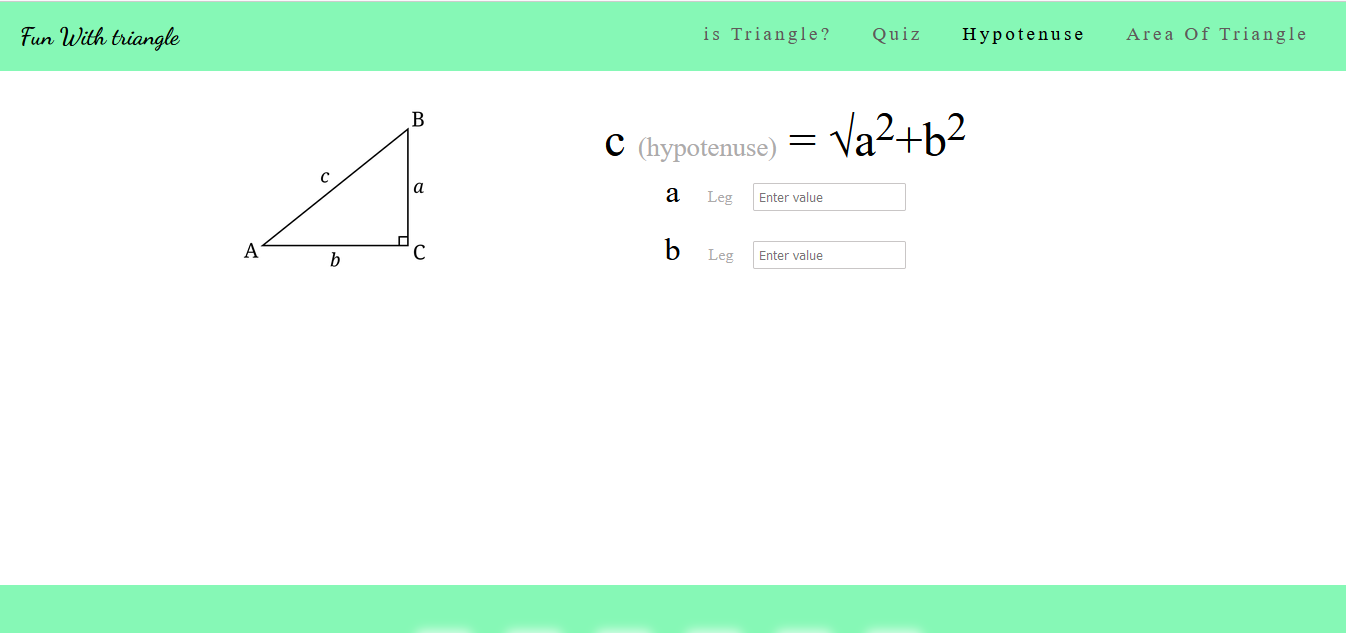 Fun With triangle
is Triangle? Quiz Hypotenuse Area Of Triangle
B
c
a
A
C
b
c (hypotenuse) = √a²+b²
a Leg Enter value
b Leg Enter value